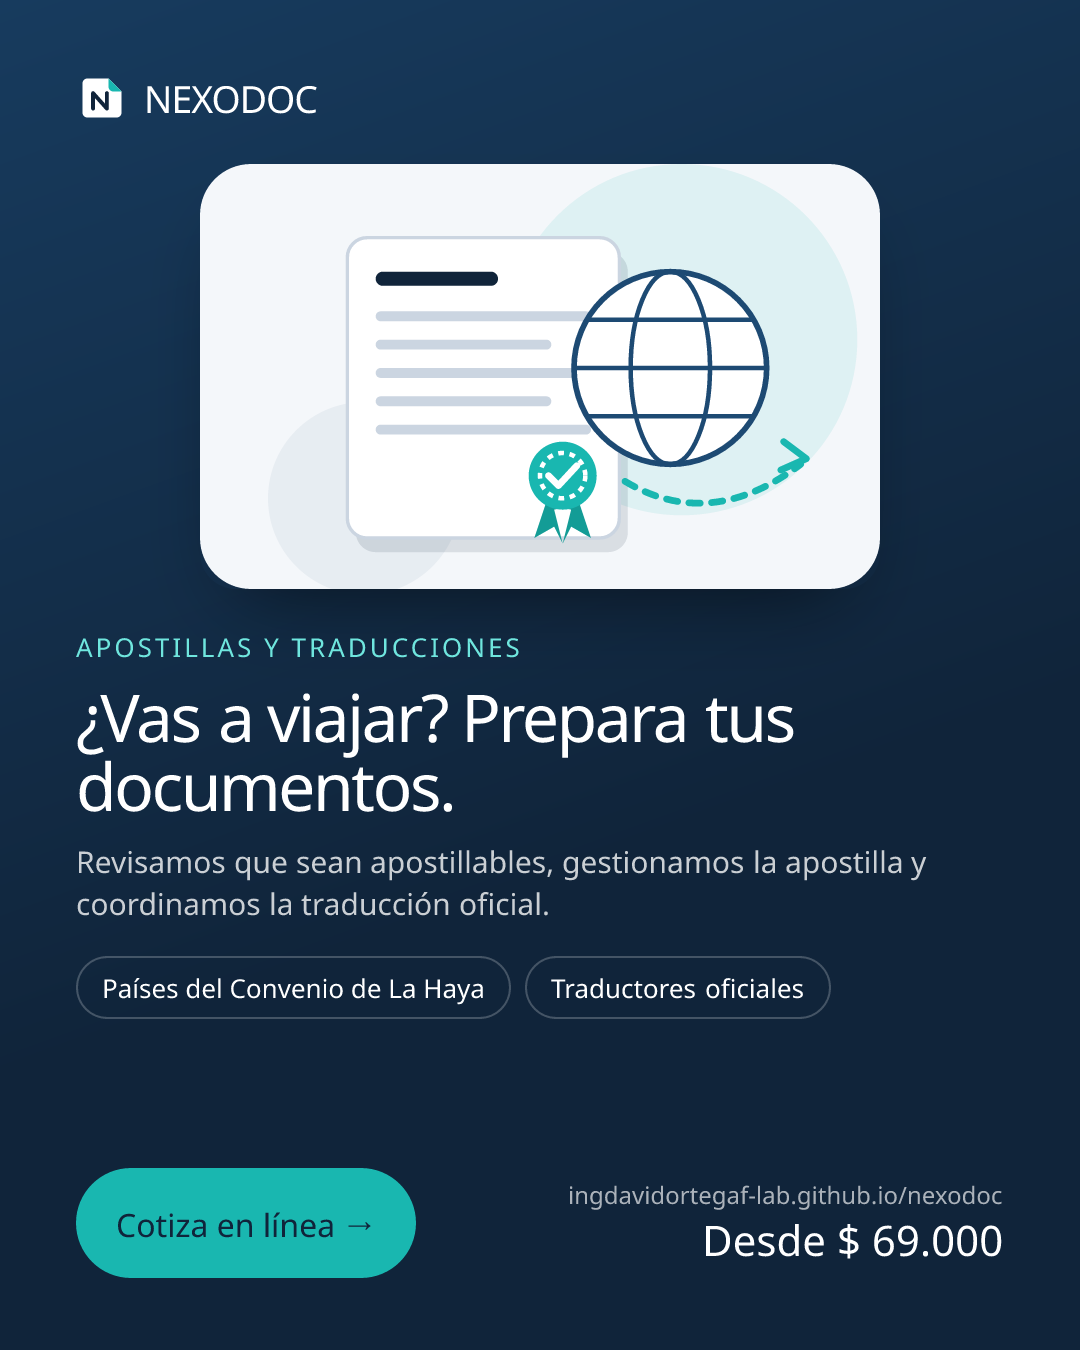 N NEXODOC
APOSTILLAS Y TRADUCCIONES
¿Vas a viajar? Prepara tus
documentos.
Revisamos que sean apostillables, gestionamos la apostilla y
coordinamos la traducción oficial.
Países del Convenio de La Haya
Traductores oficiales
Cotiza en línea →
ingdavidortegaf-lab.github.io/nexodoc
Desde $ 69.000